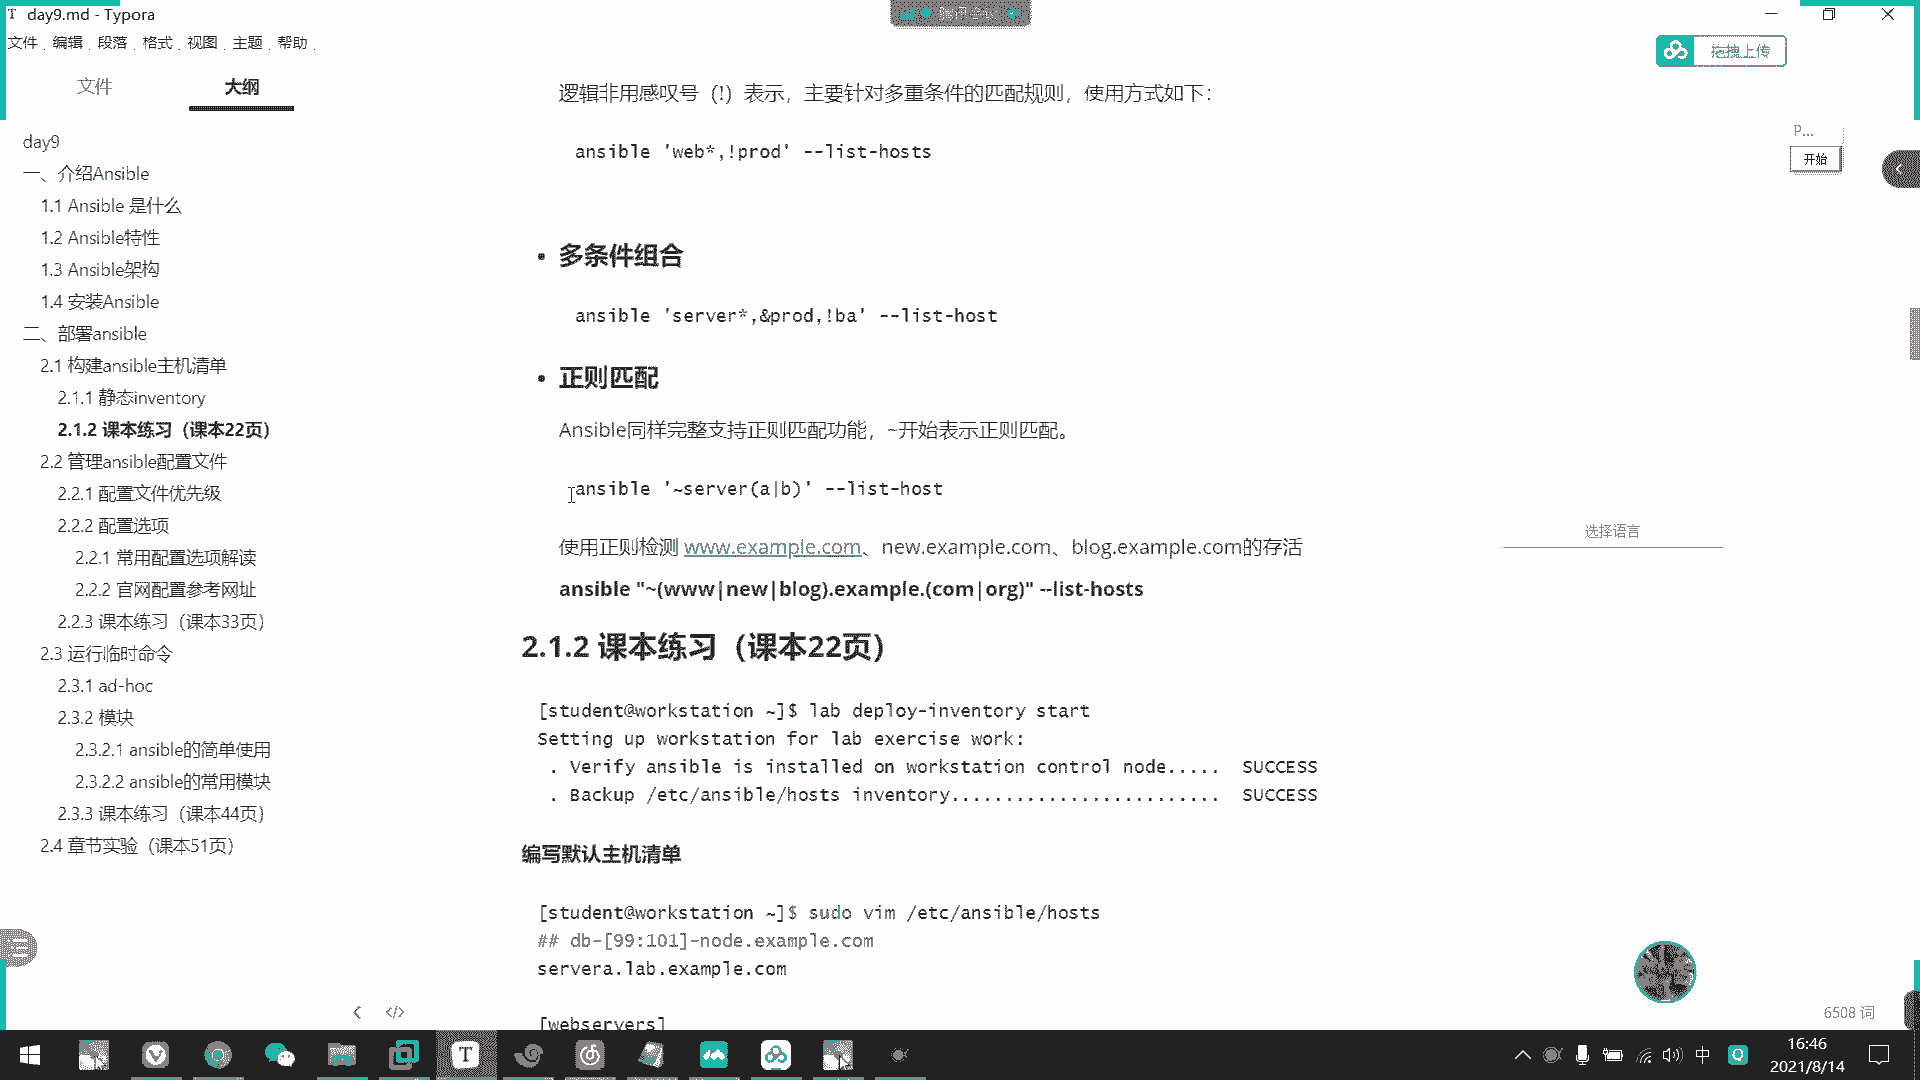 T day9.md - Typora
文件 编辑 段落 格式 视图 主题 帮助
拖拽上传
文件 大纲
day9
一、介绍Ansible
1.1 Ansible 是什么
1.2 Ansible特性
1.3 Ansible架构
1.4 安装Ansible
二、部署ansible
2.1 构建ansible主机清单
2.1.1 静态inventory
2.1.2 课本练习（课本22页）
2.2 管理ansible配置文件
2.2.1 配置文件优先级
2.2.2 配置选项
2.2.1 常用配置选项解读
2.2.2 官网配置参考网址
2.2.3 课本练习（课本33页）
2.3 运行临时命令
2.3.1 ad-hoc
2.3.2 模块
2.3.2.1 ansible的简单使用
2.3.2.2 ansible的常用模块
2.3.3 课本练习（课本44页）
2.4 章节实验（课本51页）
逻辑非用感叹号（!）表示，主要针对多重条件的匹配规则，使用方式如下：
ansible 'web*,!prod' --list-hosts
• 多条件组合
ansible 'server*,&prod,!ba' --list-host
• 正则匹配
Ansible同样完整支持正则匹配功能，~开始表示正则匹配。
ansible '~server(a|b)' --list-host
使用正则检测 www.example.com、new.example.com、blog.example.com的存活
ansible "~(www|new|blog).example.(com|org)" --list-hosts
2.1.2 课本练习（课本22页）
[student@workstation ~]$ lab deploy-inventory start
Setting up workstation for lab exercise work:
. Verify ansible is installed on workstation control node..... SUCCESS
. Backup /etc/ansible/hosts inventory......................... SUCCESS
编写默认主机清单
[student@workstation ~]$ sudo vim /etc/ansible/hosts
## db-[99:101]-node.example.com
servera.lab.example.com
[webservers]
P...
开始
选择语言
6508 词
T
中
16:46
2021/8/14